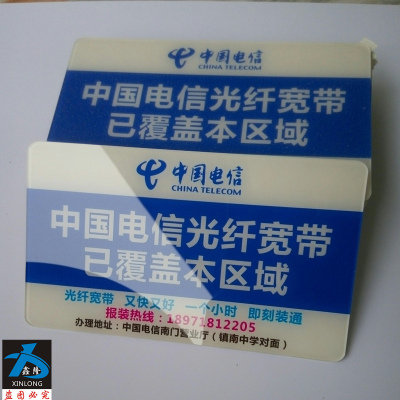 中国电信
CHINA TELECOM
中国电信光纤宽带
已覆盖本区域
中国电信
CHINA TELECOM
中国电信光纤宽带
已覆盖本区域
光纤宽带 又快又好 一个小时 即刻装通
报装热线：18971812205
办理地址：中国电信南门营业厅（镇南中学对面）
鑫隆
XINLONG
盗图必究